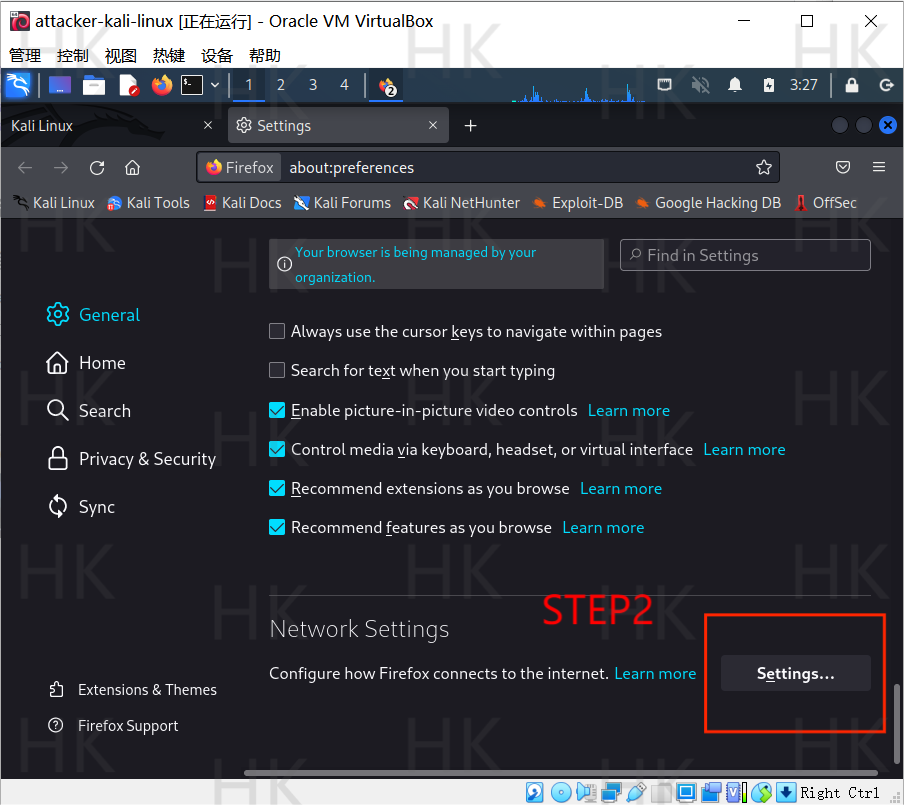 attacker-kali-linux [正在运行] - Oracle VM VirtualBox
管理 控制 视图 热键 设备 帮助
1 2 3 4 2 3:27
Kali Linux Settings
Firefox about:preferences
Kali Linux Kali Tools Kali Docs Kali Forums Kali NetHunter Exploit-DB Google Hacking DB OffSec
Your browser is being managed by your
organization.
Find in Settings
General
Home
Search
Privacy & Security
Sync
Extensions & Themes
Firefox Support
Always use the cursor keys to navigate within pages
Search for text when you start typing
Enable picture-in-picture video controls Learn more
Control media via keyboard, headset, or virtual interface Learn more
Recommend extensions as you browse Learn more
Recommend features as you browse Learn more
STEP2
Network Settings
Configure how Firefox connects to the internet. Learn more
Settings...
Right Ctrl
HK